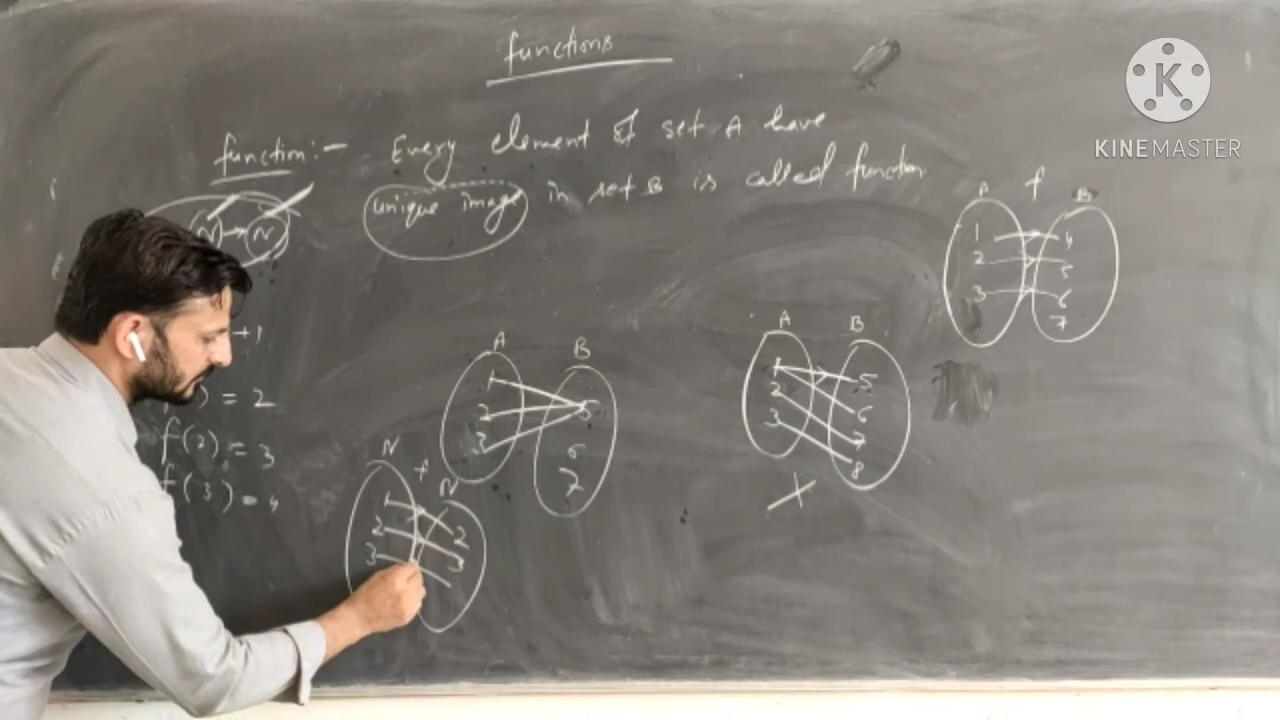 functions
function:- Every element of set A have
unique image in set B is called function
N→N
+1
) = 2
f(2) = 3
f(3) = 4
A f B
1 4
2 5
3 6
7
A B
1 5
2 6
3 7
A B
1 5
2 6
3 7
8
N f N
1 2
2 3
3
KINEMASTER